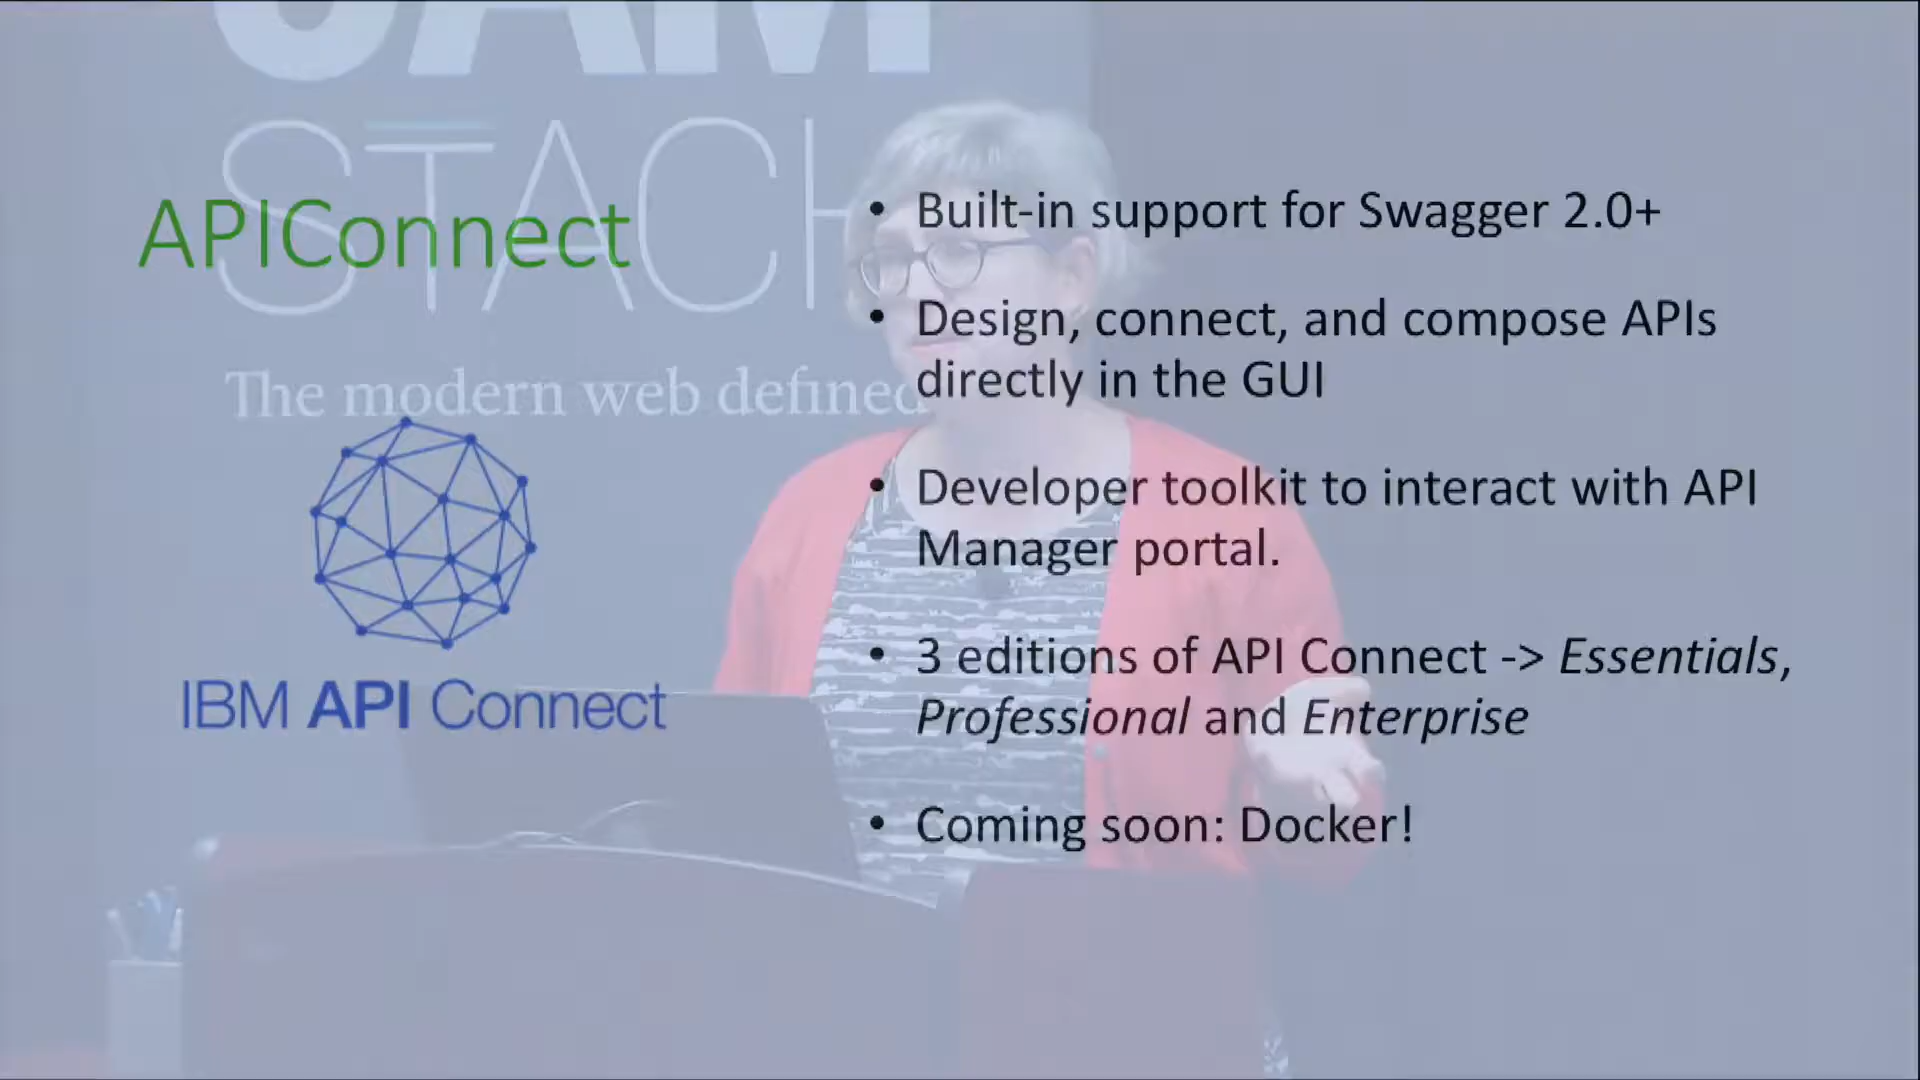 JAM
STACK
The modern web defined
APIConnect
IBM API Connect
• Built-in support for Swagger 2.0+
• Design, connect, and compose APIs
directly in the GUI
• Developer toolkit to interact with API
Manager portal.
• 3 editions of API Connect -> Essentials,
Professional and Enterprise
• Coming soon: Docker!